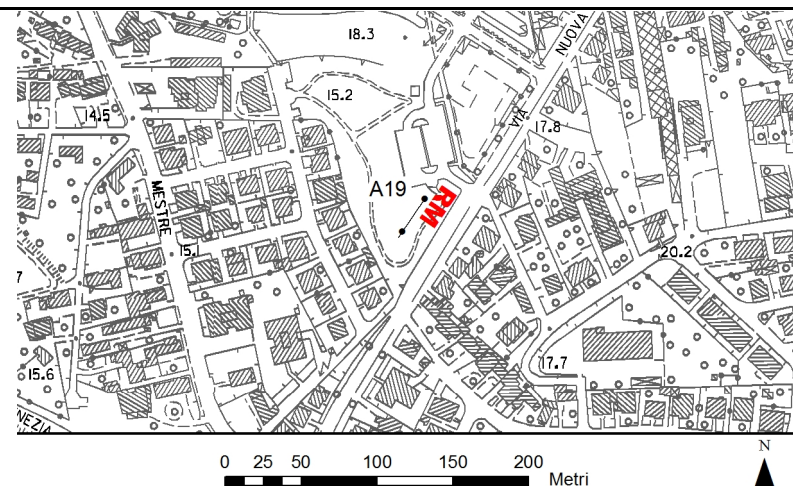 18.3
15.2
14.5
VIA NUOVA
17.8
A19
RM
MESTRE
15.1
20.2
7
17.7
15.6
NEZIA
N
0 25 50 100 150 200
Metri